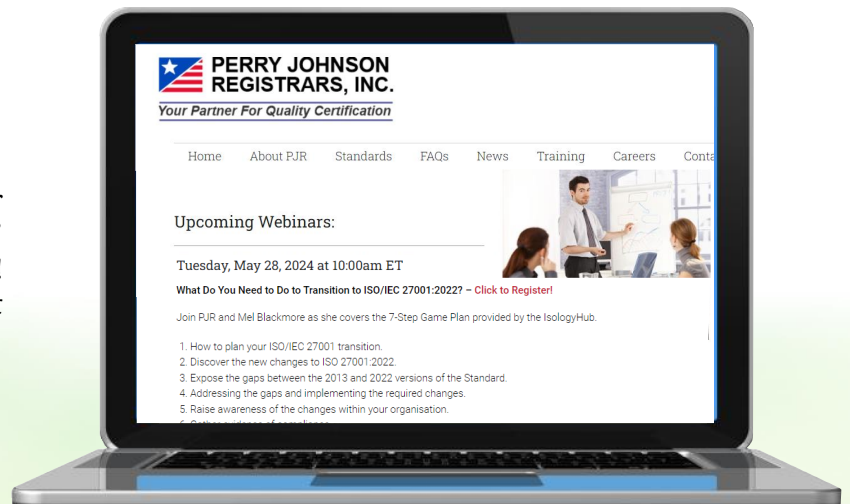 PERRY JOHNSON
REGISTRARS, INC.
Your Partner For Quality Certification
Home About PJR Standards FAQs News Training Careers Conta
Upcoming Webinars:
Tuesday, May 28, 2024 at 10:00am ET
What Do You Need to Do to Transition to ISO/IEC 27001:2022? – Click to Register!
Join PJR and Mel Blackmore as she covers the 7-Step Game Plan provided by the IsologyHub.
1. How to plan your ISO/IEC 27001 transition.
2. Discover the new changes to ISO 27001:2022.
3. Expose the gaps between the 2013 and 2022 versions of the Standard.
4. Addressing the gaps and implementing the required changes.
5. Raise awareness of the changes within your organisation.